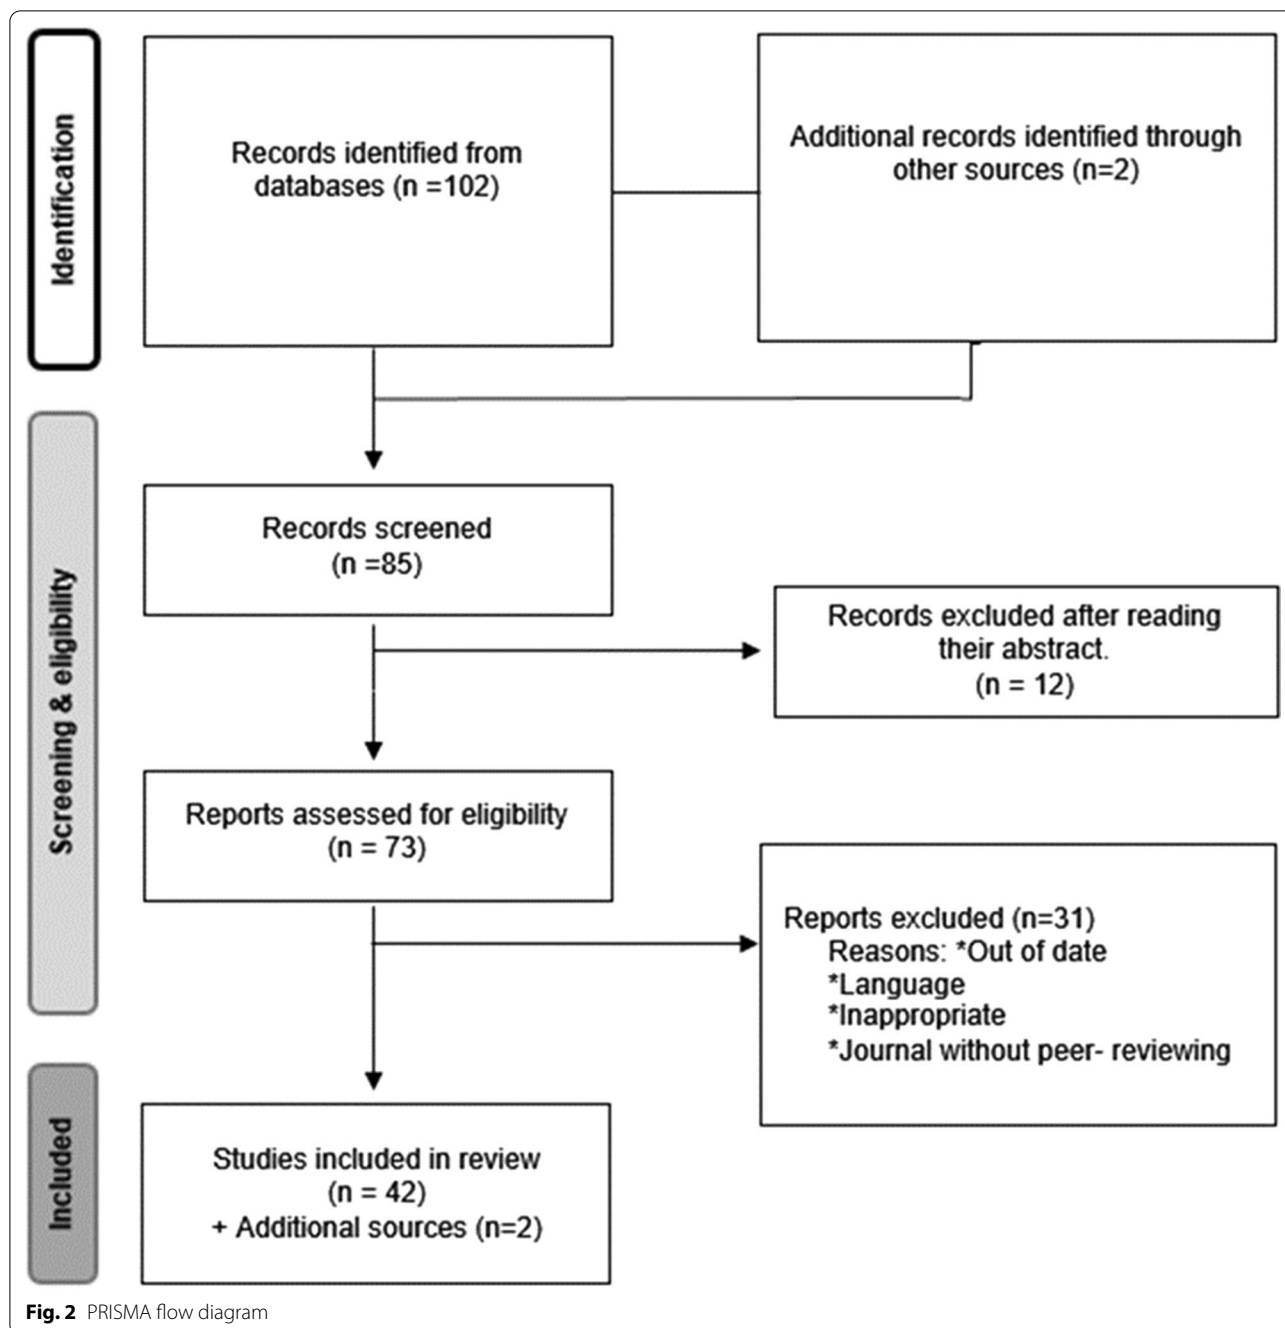 Identification
Records identified from
databases (n =102)
Additional records identified through
other sources (n=2)
Screening & eligibility
Records screened
(n =85)
Records excluded after reading
their abstract.
(n = 12)
Reports assessed for eligibility
(n = 73)
Reports excluded (n=31)
Reasons: *Out of date
*Language
*Inappropriate
*Journal without peer- reviewing
Included
Studies included in review
(n = 42)
+ Additional sources (n=2)
Fig. 2 PRISMA flow diagram